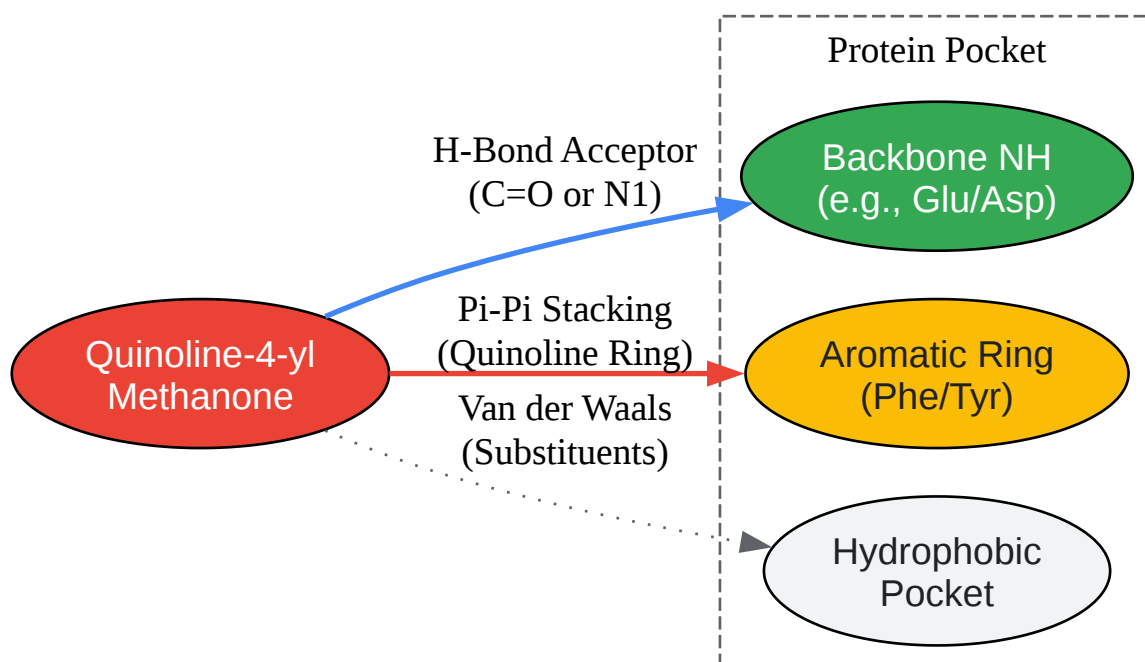 Protein Pocket
H-Bond Acceptor
(C=O or N1)
Backbone NH
(e.g., Glu/Asp)
Quinoline-4-yl
Methanone
Pi-Pi Stacking
(Quinoline Ring)
Aromatic Ring
(Phe/Tyr)
Van der Waals
(Substituents)
Hydrophobic
Pocket